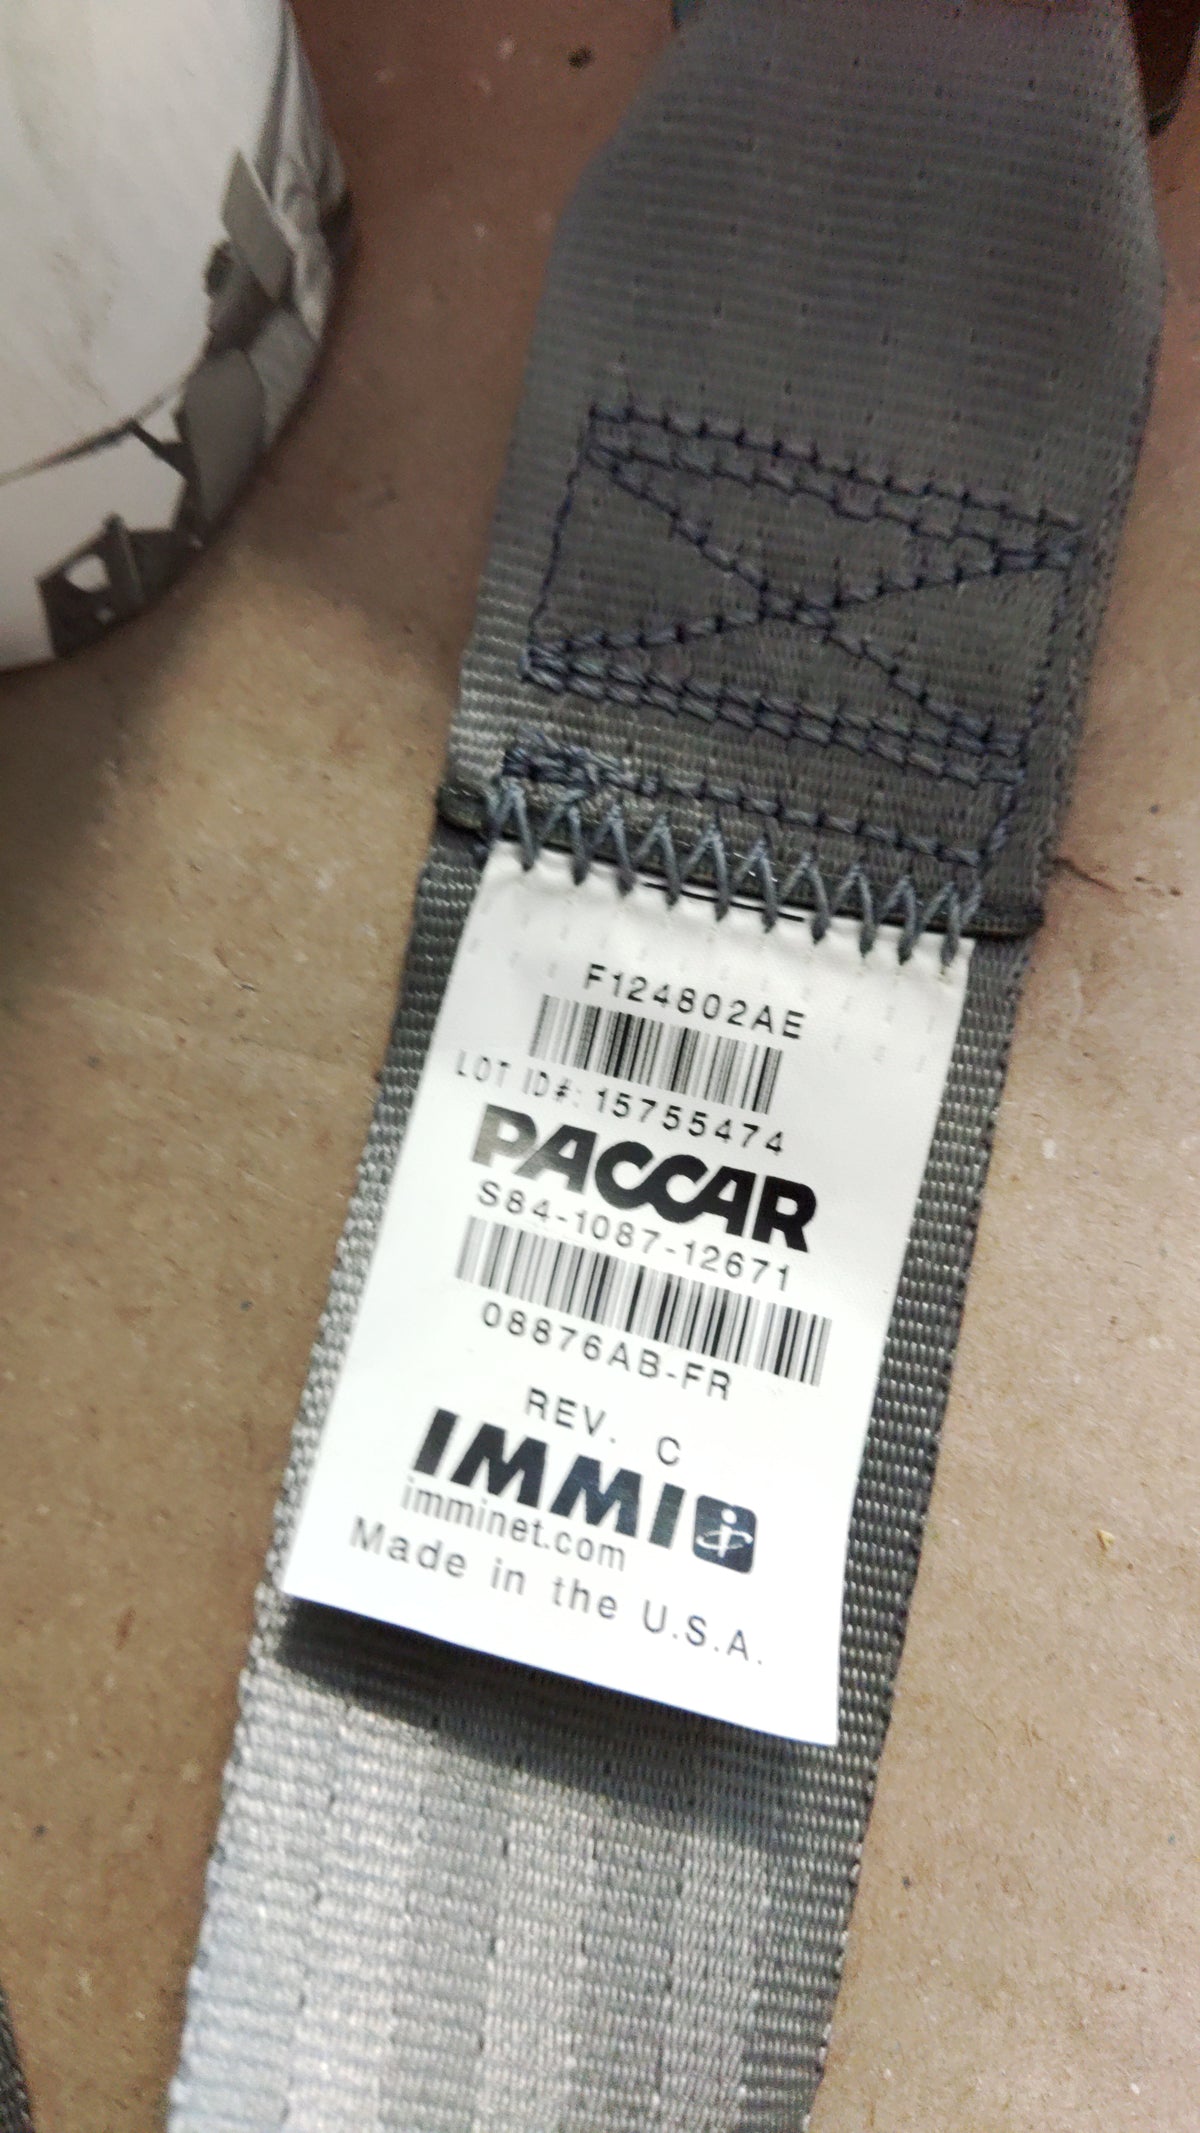 F124802AE
LOT ID#: 15755474
PACCAR
S84-1087-12671
08876AB-FR
REV. C
IMMI
imminet.com
Made in the U.S.A.